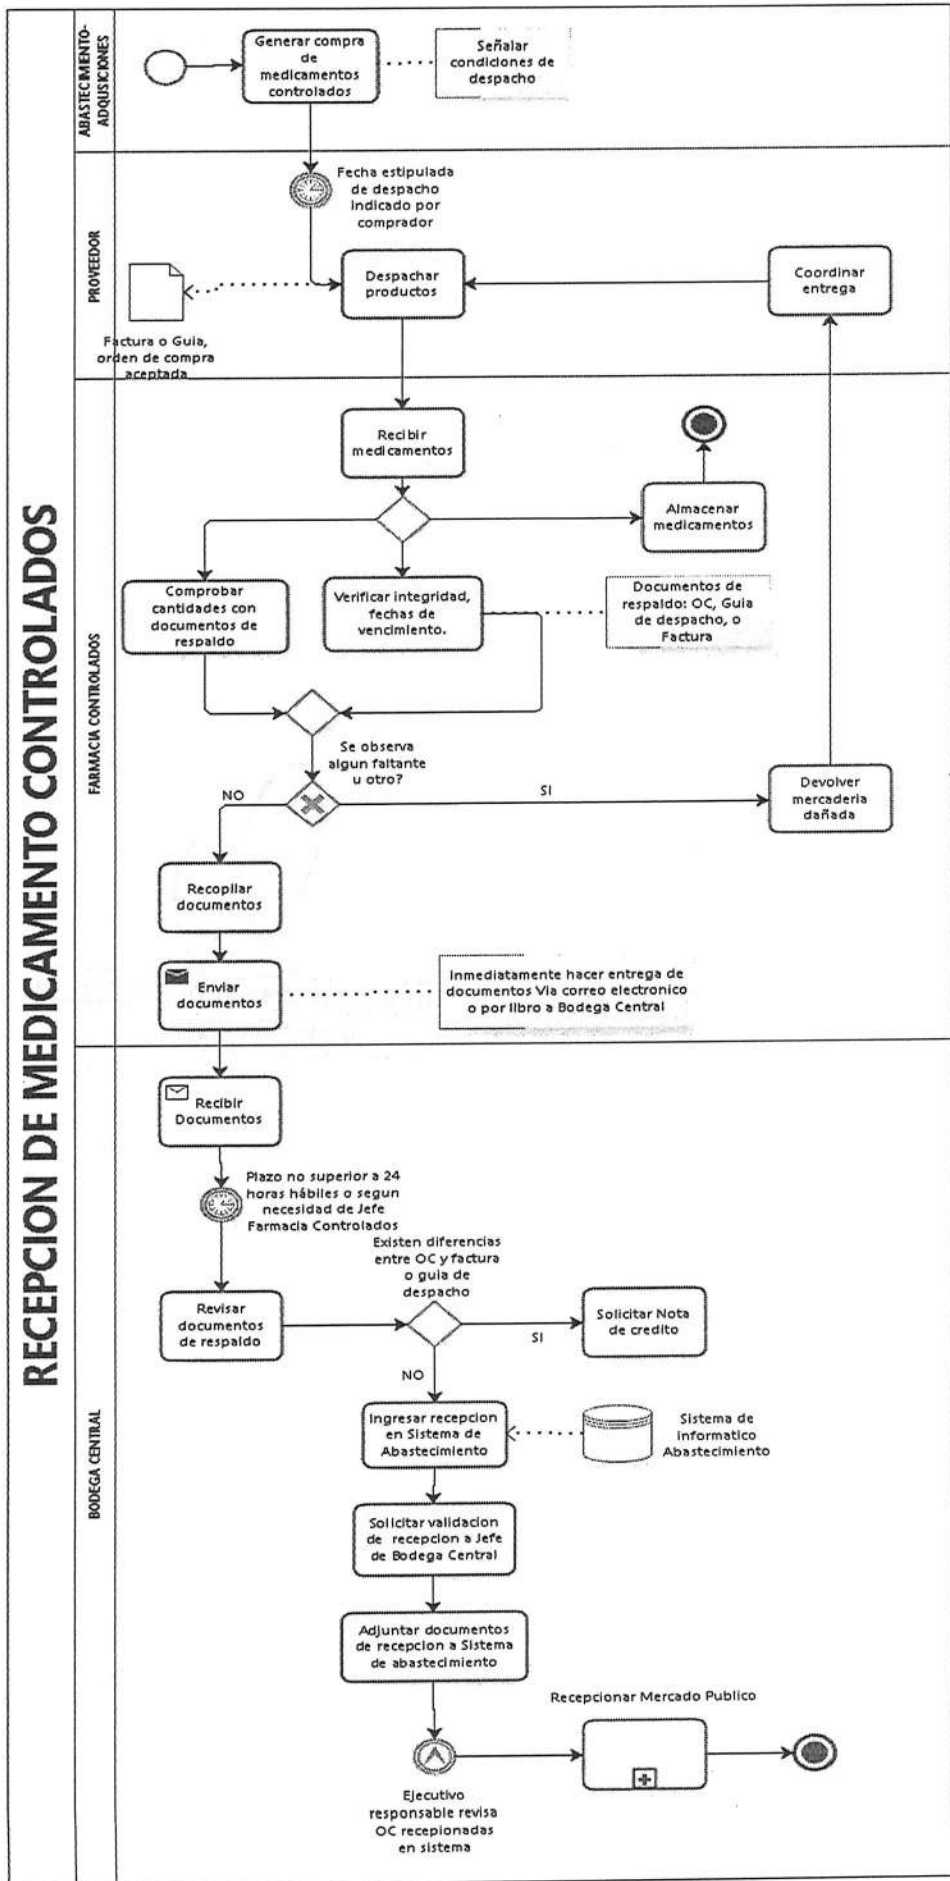 RECEPCION DE MEDICAMENTO CONTROLADOS
ABASTECIMIENTO-
ADQUSICIONES
Generar compra
de
medicamentos
controlados
Señalar
condiciones de
despacho
PROVEEDOR
Fecha estipulada
de despacho
indicado por
comprador
Despachar
productos
Coordinar
entrega
Factura o Guia,
orden de compra
aceptada
FARMACIA CONTROLADOS
Recibir
medicamentos
Almacenar
medicamentos
Comprobar
cantidades con
documentos de
respaldo
Verificar integridad,
fechas de
vencimiento.
Documentos de
respaldo: OC, Guia
de despacho, o
Factura
Se observa
algun faltante
u otro?
NO
SI
Devolver
mercaderia
dañada
Recopilar
documentos
Enviar
documentos
Inmediatamente hacer entrega de
documentos Via correo electronico
o por libro a Bodega Central
BODEGA CENTRAL
Recibir
Documentos
Plazo no superior a 24
horas hábiles o segun
necesidad de Jefe
Farmacia Controlados
Existen diferencias
entre OC y factura
o guia de
despacho
Revisar
documentos
de respaldo
SI
Solicitar Nota
de credito
NO
Ingresar recepcion
en Sistema de
Abastecimiento
Sistema de
informatico
Abastecimiento
Solicitar validacion
de recepcion a Jefe
de Bodega Central
Adjuntar documentos
de recepcion a Sistema
de abastecimiento
Recepcionar Mercado Publico
Ejecutivo
responsable revisa
OC recepionadas
en sistema